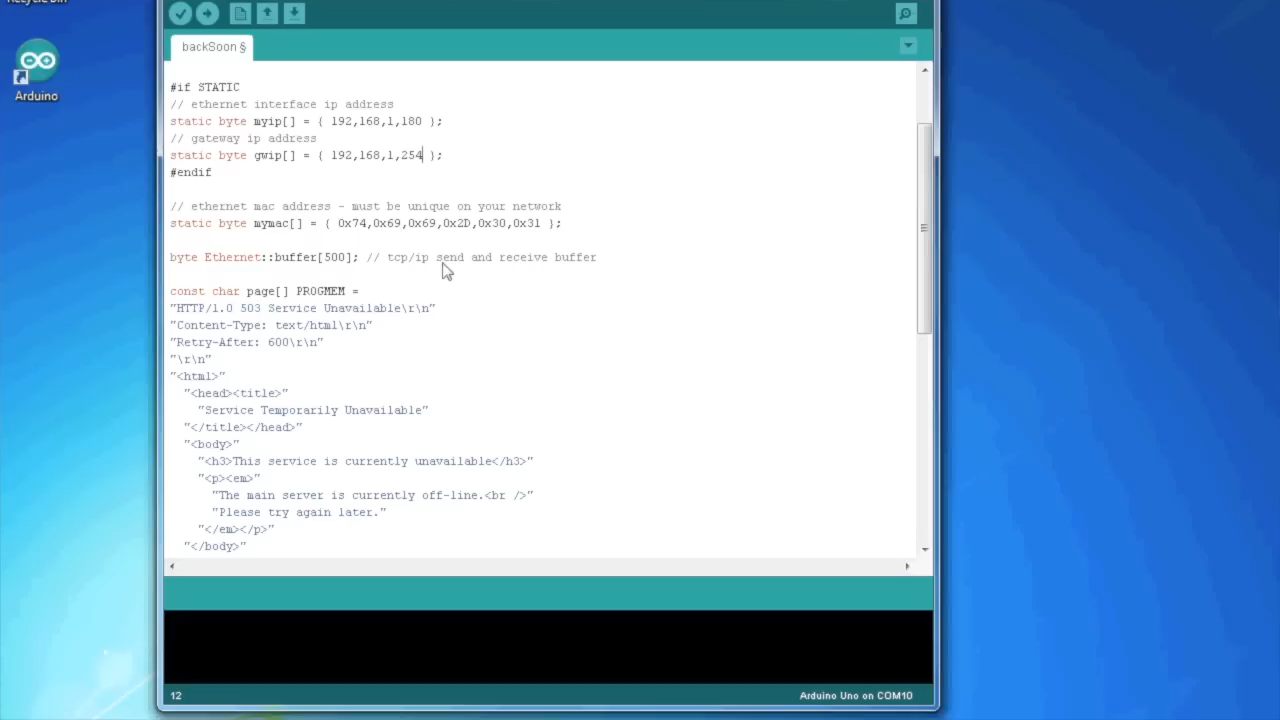 Recycle Bin
Arduino
backSoon §
#if STATIC
// ethernet interface ip address
static byte myip[] = { 192,168,1,180 };
// gateway ip address
static byte gwip[] = { 192,168,1,254 };
#endif
// ethernet mac address - must be unique on your network
static byte mymac[] = { 0x74,0x69,0x69,0x2D,0x30,0x31 };
byte Ethernet::buffer[500]; // tcp/ip send and receive buffer
const char page[] PROGMEM =
"HTTP/1.0 503 Service Unavailable\r\n"
"Content-Type: text/html\r\n"
"Retry-After: 600\r\n"
"\r\n"
"<html>"
"<head><title>"
"Service Temporarily Unavailable"
"</title></head>"
"<body>"
"<h3>This service is currently unavailable</h3>"
"<p><em>"
"The main server is currently off-line.<br />"
"Please try again later."
"</em></p>"
"</body>"
12
Arduino Uno on COM10